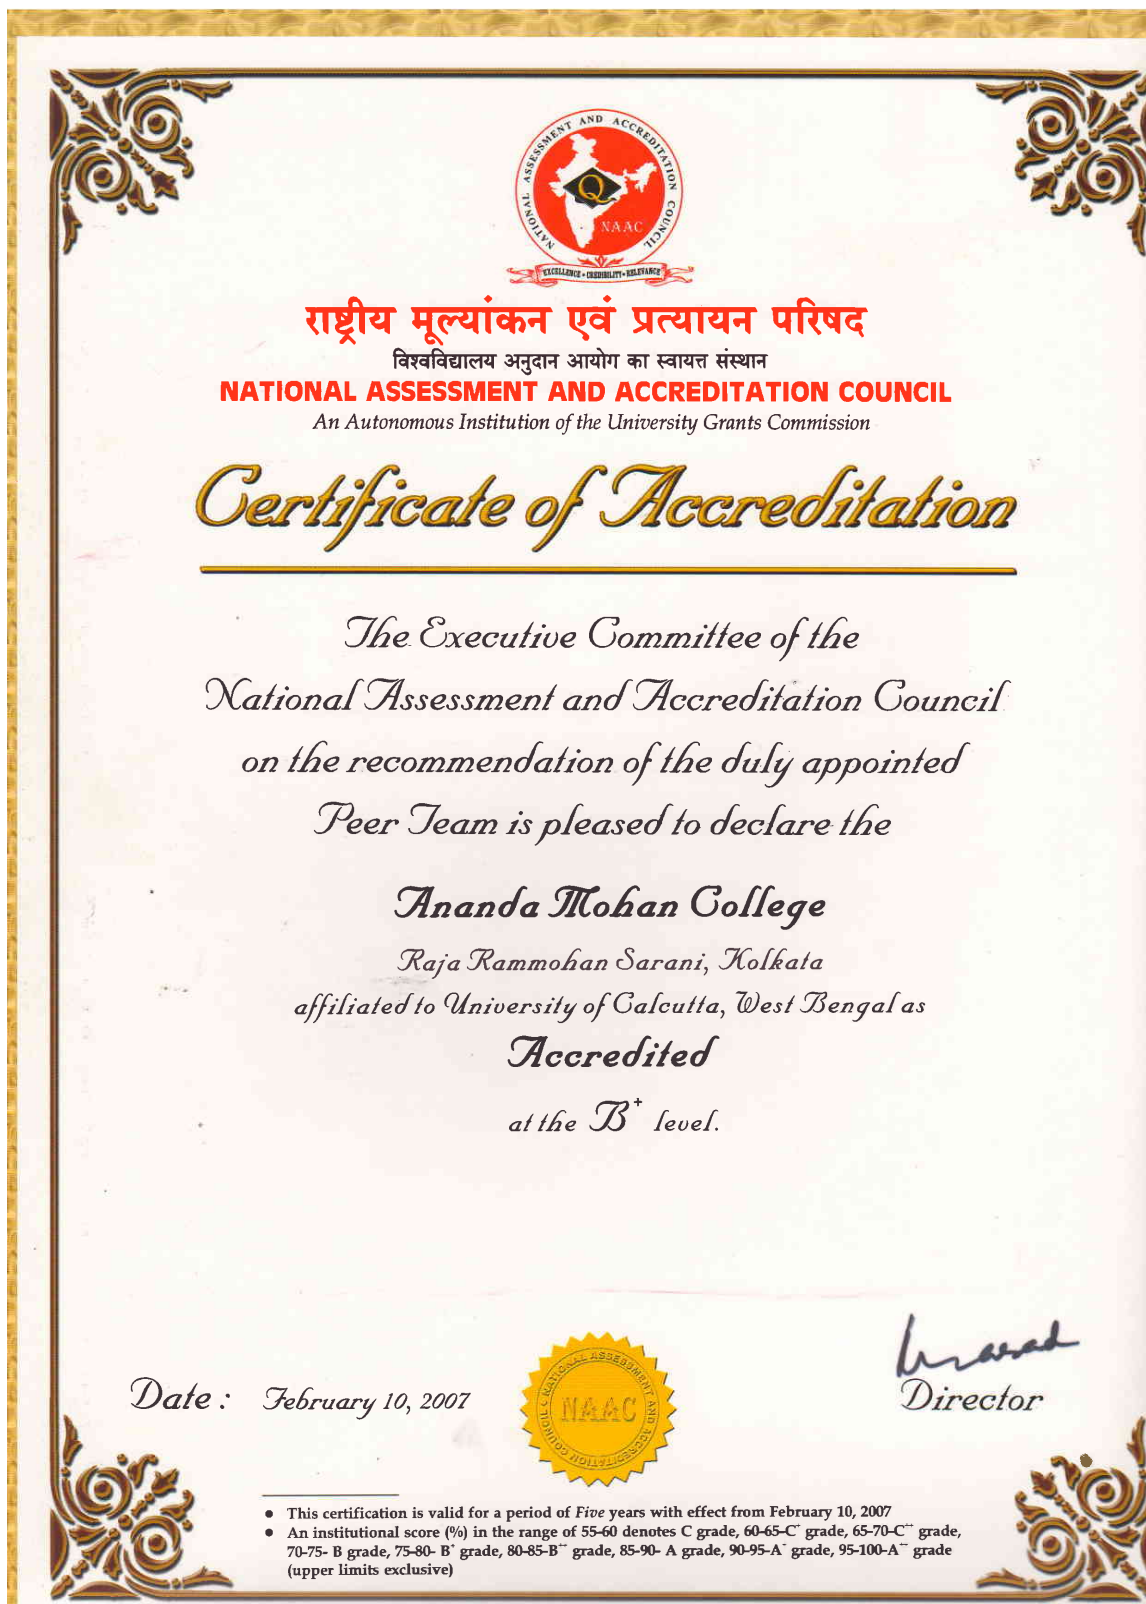 NATIONAL ASSESSMENT AND ACCREDITATION COUNCIL
Q
NAAC
EXCELLENCE • CREDIBILITY • RELEVANCE
राष्ट्रीय मूल्यांकन एवं प्रत्यायन परिषद
विश्वविद्यालय अनुदान आयोग का स्वायत्त संस्थान
NATIONAL ASSESSMENT AND ACCREDITATION COUNCIL
An Autonomous Institution of the University Grants Commission
Certificate of Accreditation
The Executive Committee of the
National Assessment and Accreditation Council
on the recommendation of the duly appointed
Peer Team is pleased to declare the
Ananda Mohan College
Raja Rammohan Sarani, Kolkata
affiliated to University of Calcutta, West Bengal as
Accredited
at the B⁺ level.
Date : February 10, 2007
NATIONAL ASSESSMENT AND ACCREDITATION COUNCIL
NAAC
Director
• This certification is valid for a period of Five years with effect from February 10, 2007
• An institutional score (%) in the range of 55-60 denotes C grade, 60-65-C⁺ grade, 65-70-C⁺⁺ grade,
70-75- B grade, 75-80- B⁺ grade, 80-85-B⁺⁺ grade, 85-90- A grade, 90-95-A⁺ grade, 95-100-A⁺⁺ grade
(upper limits exclusive)